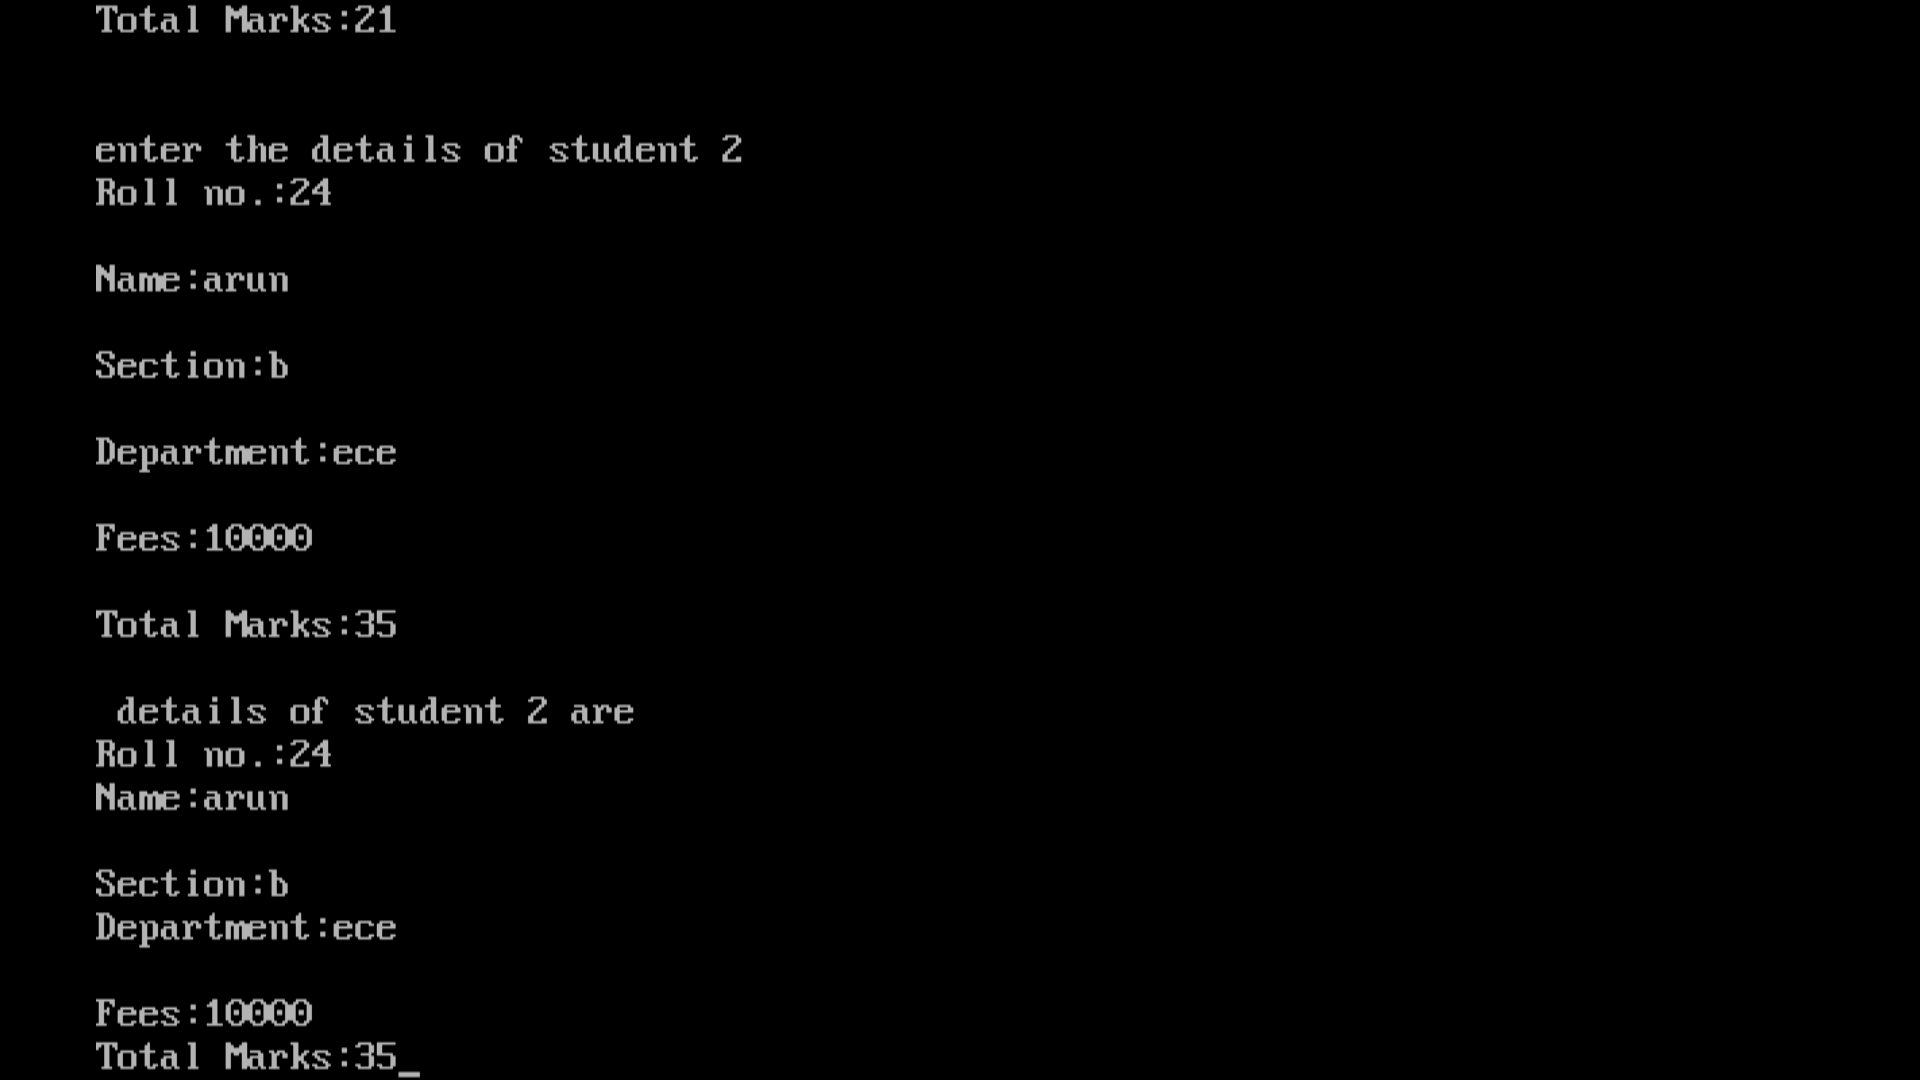 Total Marks:21
enter the details of student 2
Roll no.:24
Name:arun
Section:b
Department:ece
Fees:10000
Total Marks:35
details of student 2 are
Roll no.:24
Name:arun
Section:b
Department:ece
Fees:10000
Total Marks:35_